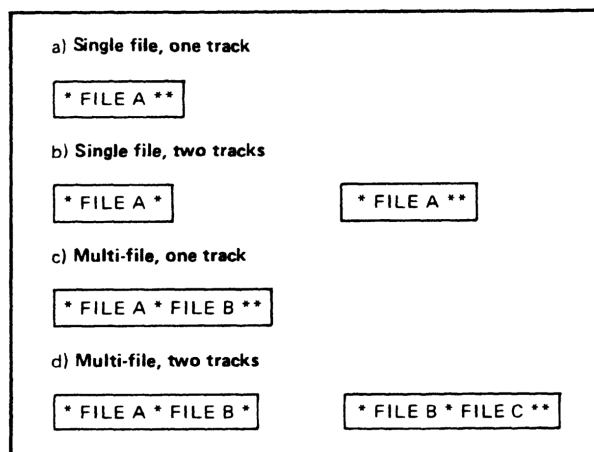 a) Single file, one track
* FILE A **
b) Single file, two tracks
* FILE A * * FILE A **
c) Multi-file, one track
* FILE A * FILE B **
d) Multi-file, two tracks
* FILE A * FILE B * * FILE B * FILE C **